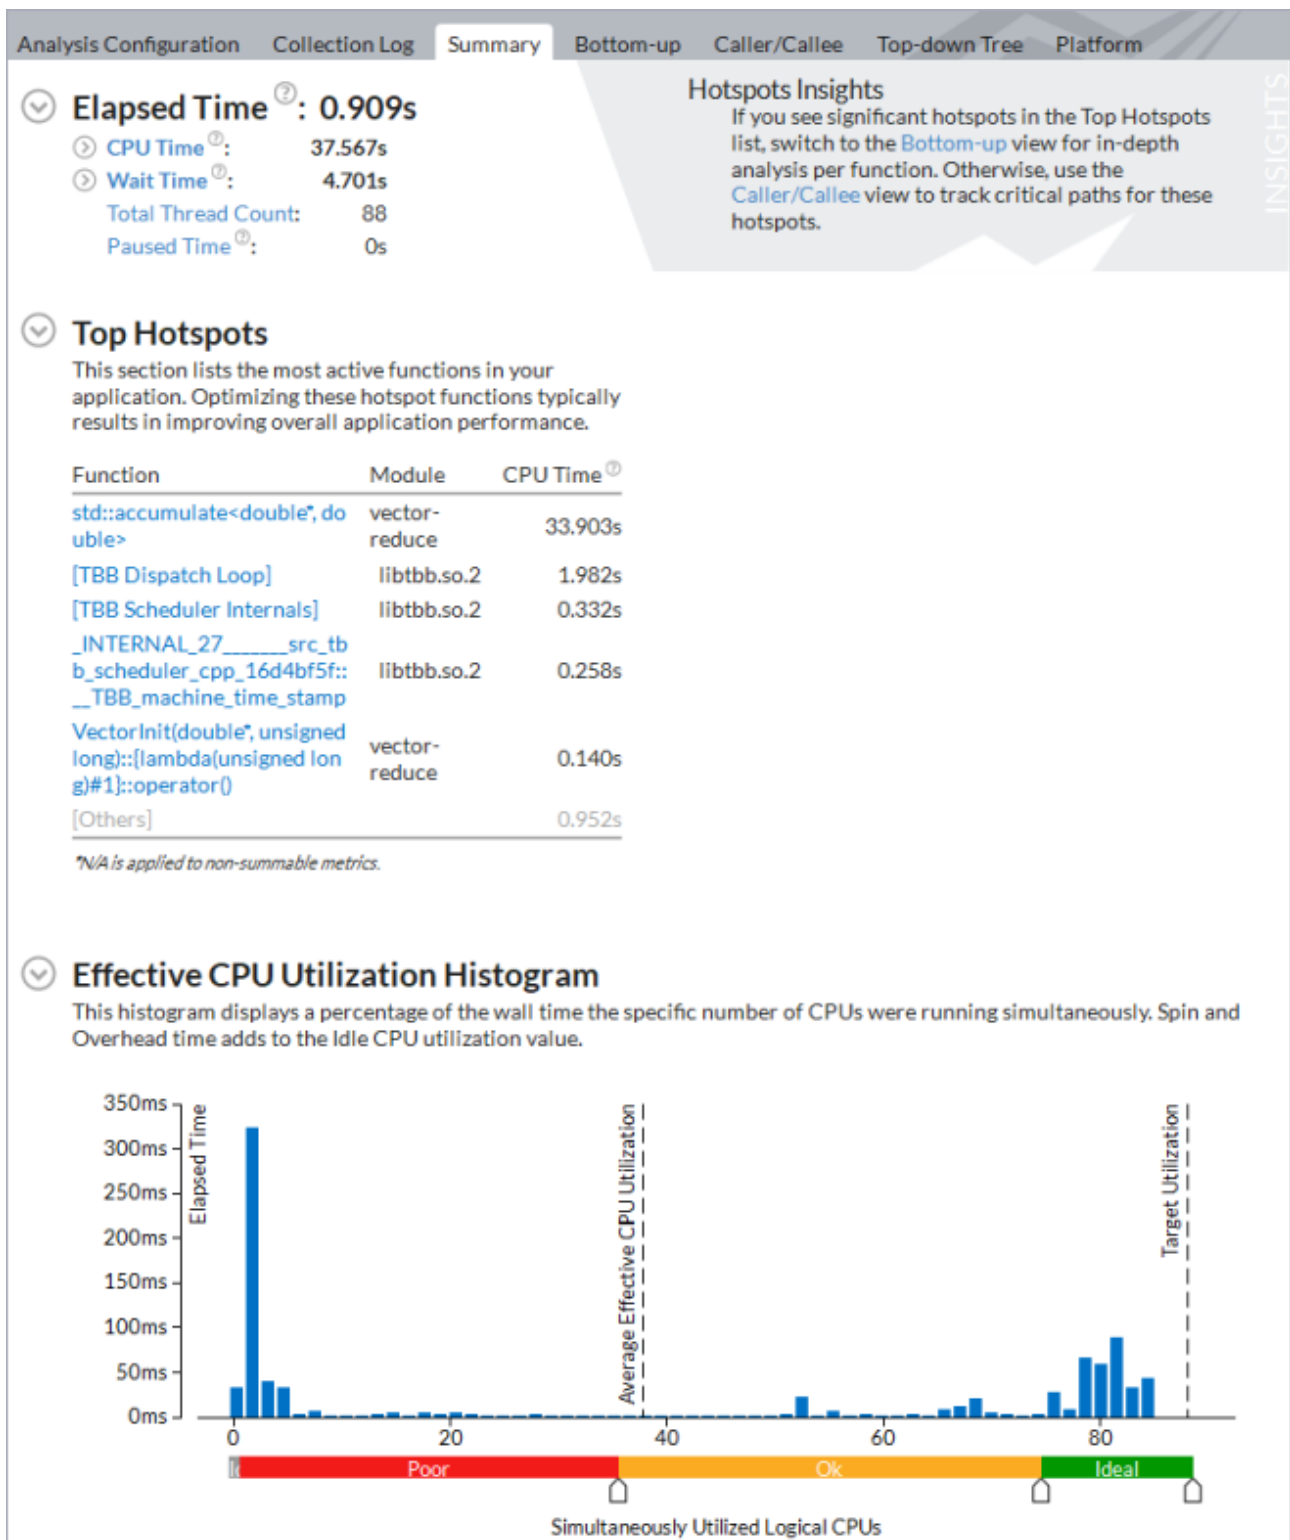 Analysis Configuration Collection Log Summary Bottom-up Caller/Callee Top-down Tree Platform
Elapsed Time ?: 0.909s
CPU Time ?: 37.567s
Wait Time ?: 4.701s
Total Thread Count: 88
Paused Time ?: 0s
Hotspots Insights
If you see significant hotspots in the Top Hotspots
list, switch to the Bottom-up view for in-depth
analysis per function. Otherwise, use the
Caller/Callee view to track critical paths for these
hotspots.
INSIGHTS
Top Hotspots
This section lists the most active functions in your
application. Optimizing these hotspot functions typically
results in improving overall application performance.
Function Module CPU Time ?
std::accumulate<double*, do
uble>
vector-
reduce
33.903s
[TBB Dispatch Loop] libtbb.so.2 1.982s
[TBB Scheduler Internals] libtbb.so.2 0.332s
_INTERNAL_27_______src_tb
b_scheduler_cpp_16d4bf5f::
__TBB_machine_time_stamp
libtbb.so.2 0.258s
VectorInit(double*, unsigned
long)::{lambda(unsigned lon
g)#1}::operator()
vector-
reduce
0.140s
[Others] 0.952s
*N/A is applied to non-summable metrics.
Effective CPU Utilization Histogram
This histogram displays a percentage of the wall time the specific number of CPUs were running simultaneously. Spin and
Overhead time adds to the Idle CPU utilization value.
350ms
300ms
250ms
200ms
150ms
100ms
50ms
0ms
Elapsed Time
Average Effective CPU Utilization
Target Utilization
0 20 40 60 80
Poor Ok Ideal
Simultaneously Utilized Logical CPUs